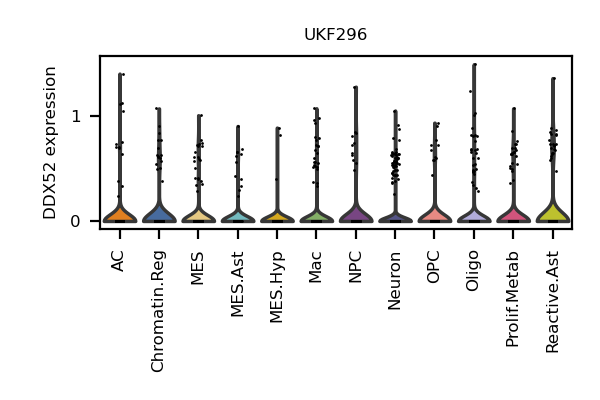 UKF296
DDX52 expression
1
0
AC
Chromatin.Reg
MES
MES.Ast
MES.Hyp
Mac
NPC
Neuron
OPC
Oligo
Prolif.Metab
Reactive.Ast